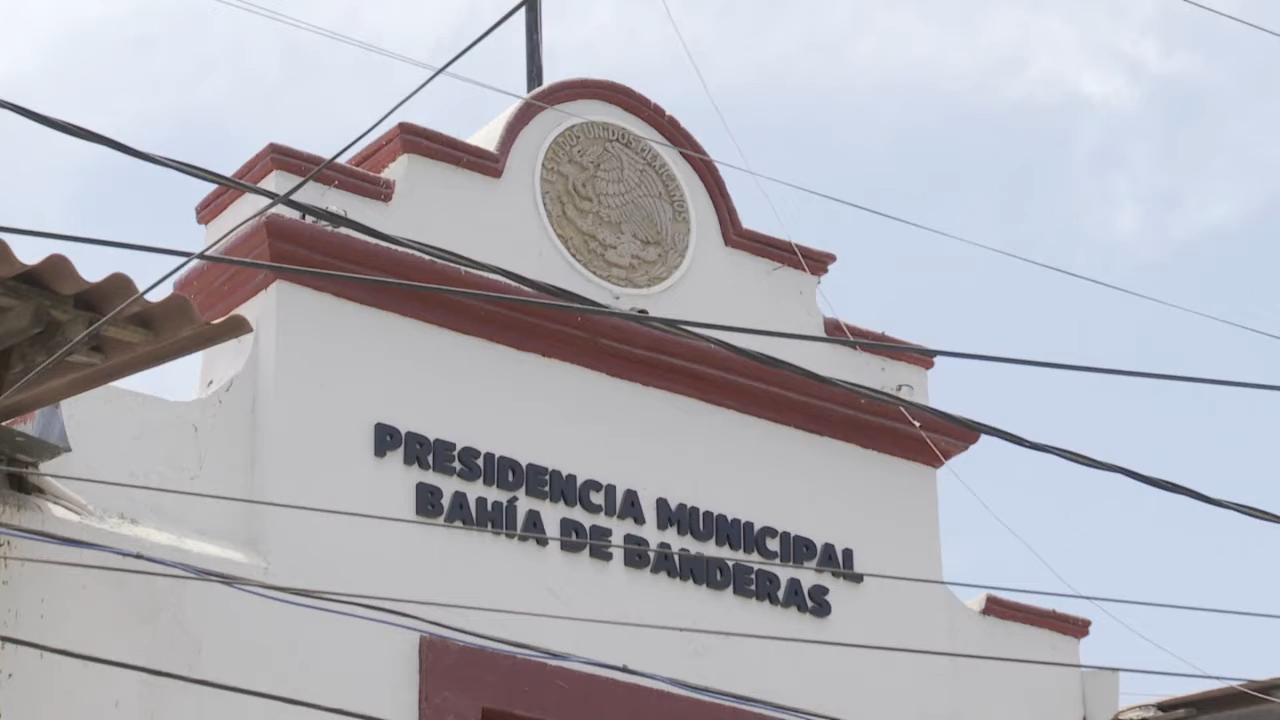 ESTADOS UNIDOS MEXICANOS
PRESIDENCIA MUNICIPAL
BAHÍA DE BANDERAS